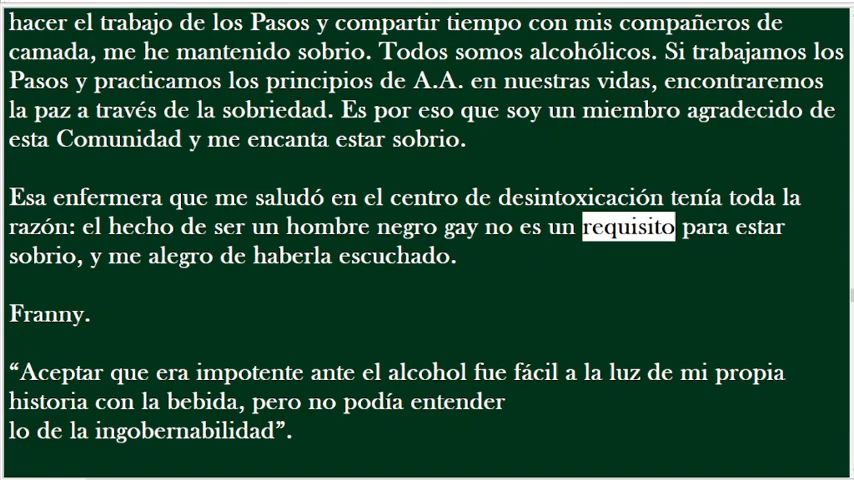 hacer el trabajo de los Pasos y compartir tiempo con mis compañeros de
camada, me he mantenido sobrio. Todos somos alcohólicos. Si trabajamos los
Pasos y practicamos los principios de A.A. en nuestras vidas, encontraremos
la paz a través de la sobriedad. Es por eso que soy un miembro agradecido de
esta Comunidad y me encanta estar sobrio.
Esa enfermera que me saludó en el centro de desintoxicación tenía toda la
razón: el hecho de ser un hombre negro gay no es un requisito para estar
sobrio, y me alegro de haberla escuchado.
Franny.
“Aceptar que era impotente ante el alcohol fue fácil a la luz de mi propia
historia con la bebida, pero no podía entender
lo de la ingobernabilidad”.